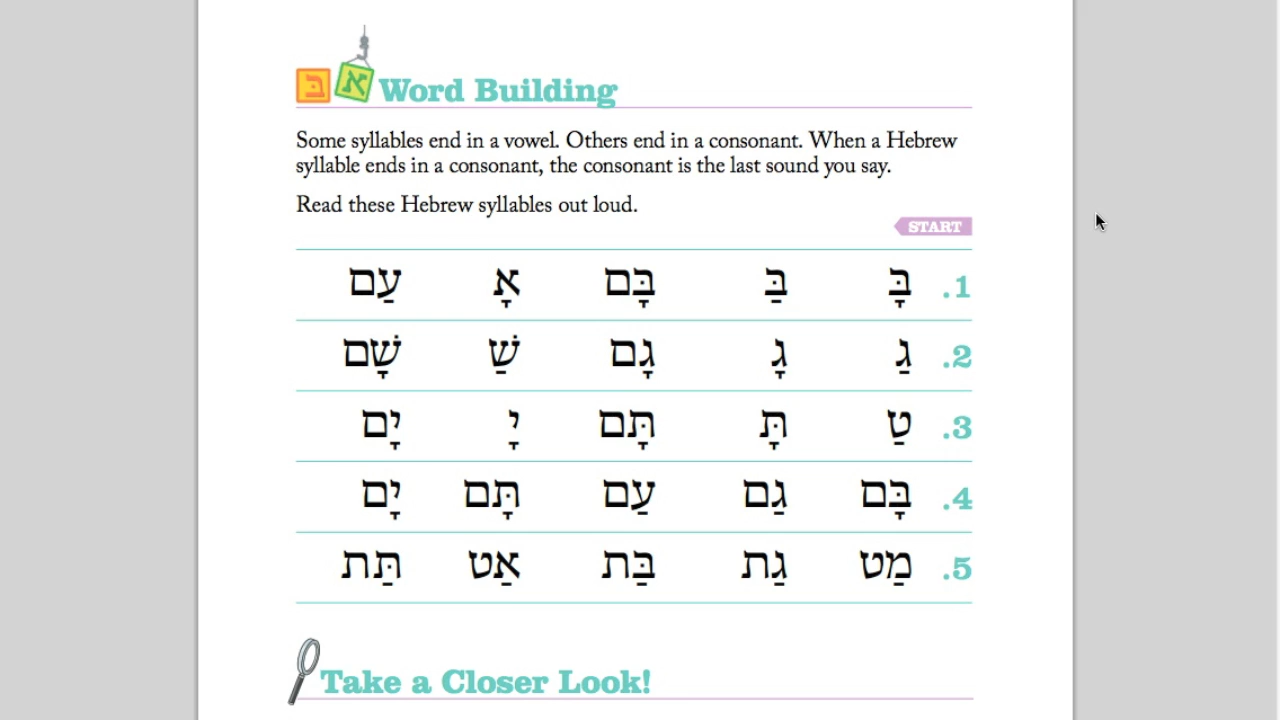 בּ א Word Building
Some syllables end in a vowel. Others end in a consonant. When a Hebrew
syllable ends in a consonant, the consonant is the last sound you say.
Read these Hebrew syllables out loud.
START
.1 בָּ בַּ בָּם אָ עַם
.2 גַ גָ גָם שַׁ שָׁם
.3 טַ תָּ תָּם יָ יָם
.4 בָּם גַם עַם תָּם יָם
.5 מַט גַת בַּת אַט תַּת
Take a Closer Look!